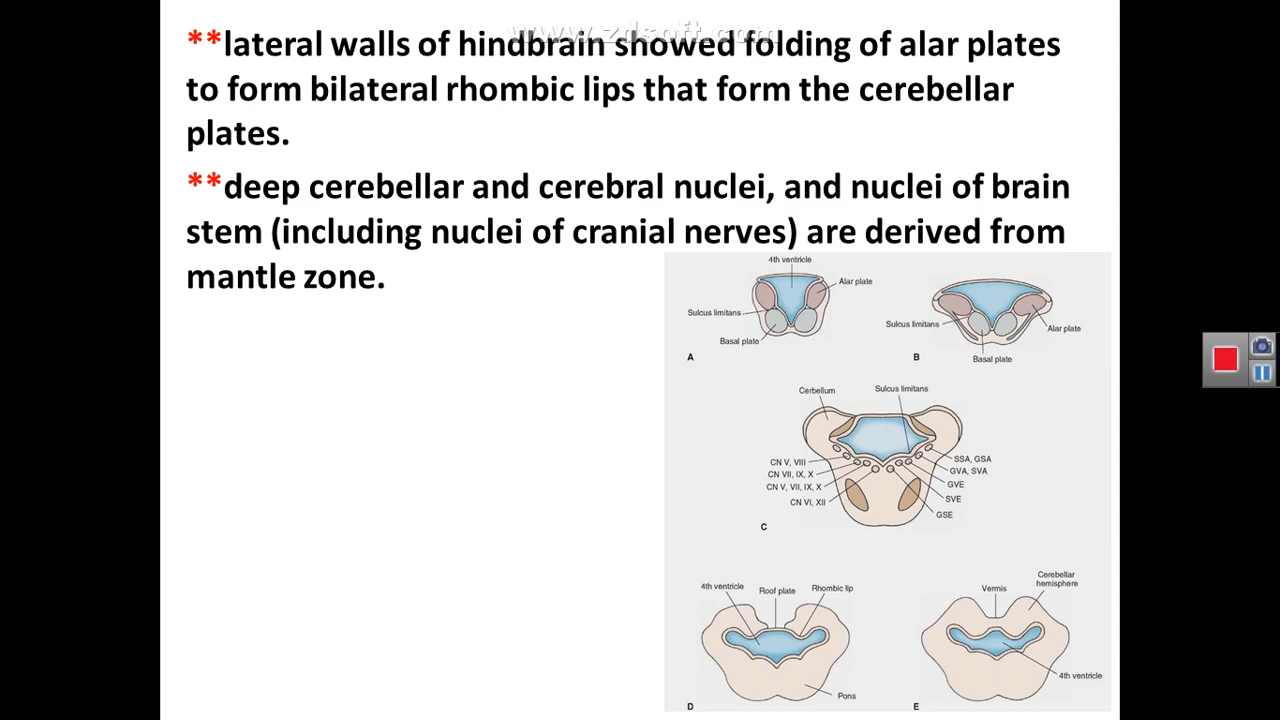 www.zdsoft.com
**lateral walls of hindbrain showed folding of alar plates
to form bilateral rhombic lips that form the cerebellar
plates.
**deep cerebellar and cerebral nuclei, and nuclei of brain
stem (including nuclei of cranial nerves) are derived from
mantle zone.
4th ventricle
Alar plate
Sulcus limitans
Basal plate
A
Sulcus limitans
Alar plate
Basal plate
B
Cerbellum
Sulcus limitans
CN V, VIII
CN VII, IX, X
CN V, VII, IX, X
CN VI, XII
SSA, GSA
GVA, SVA
GVE
SVE
GSE
C
4th ventricle
Roof plate
Rhombic lip
Pons
D
Vermis
Cerebellar
hemisphere
4th ventricle
E